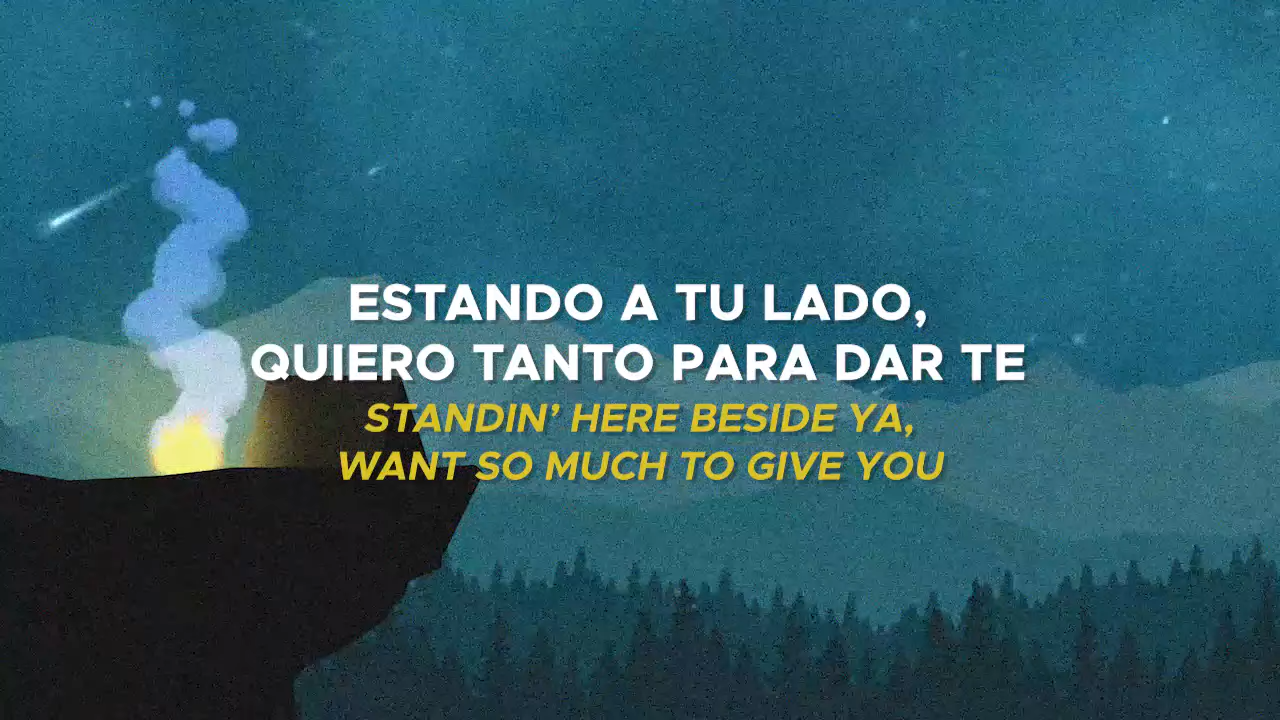 ESTANDO A TU LADO,
QUIERO TANTO PARA DAR TE
STANDIN’ HERE BESIDE YA,
WANT SO MUCH TO GIVE YOU